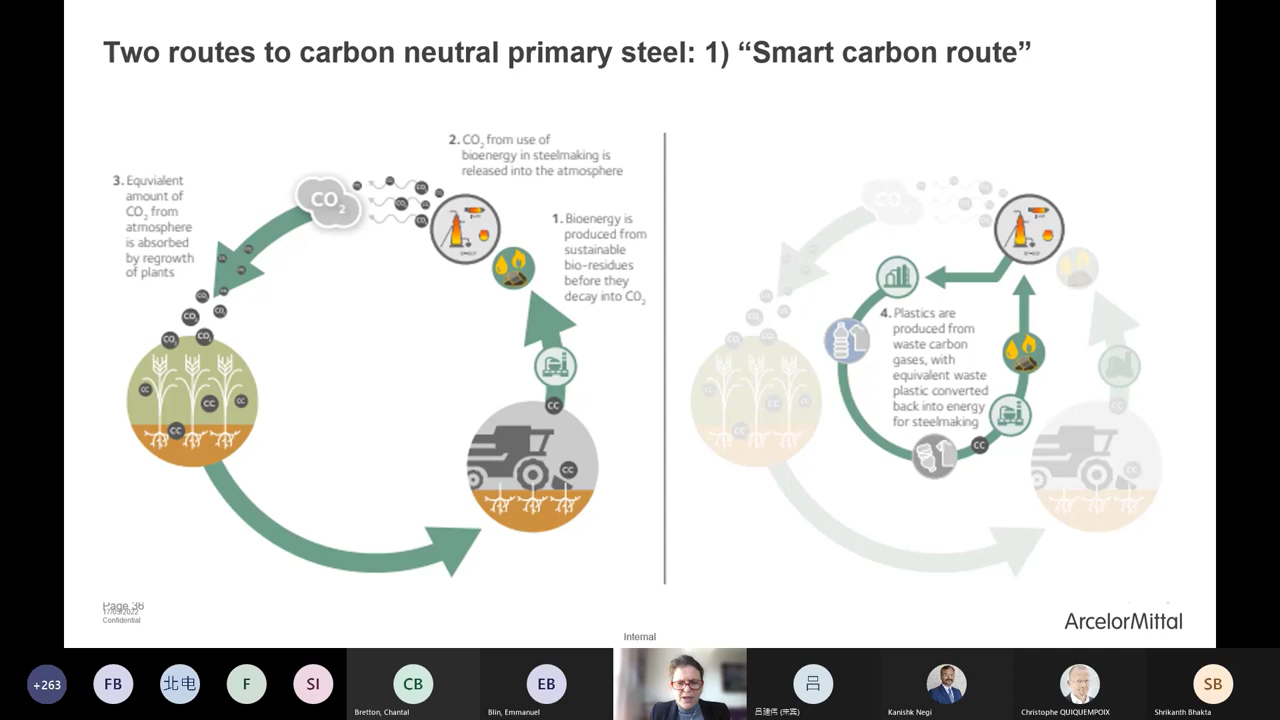 Two routes to carbon neutral primary steel: 1) “Smart carbon route”
2. CO2 from use of
bioenergy in steelmaking is
released into the atmosphere
3. Equvialent
amount of
CO2 from
atmosphere
is absorbed
by regrowth
of plants
CO2
1. Bioenergy is
produced from
sustainable
bio-residues
before they
decay into CO2
CO2
CO2
CO2
CO2
CO2
CO2
CC
CC
CC
CC
CC
CC
4. Plastics are
produced from
waste carbon
gases, with
equivalent waste
plastic converted
back into energy
for steelmaking
CC
Page 36
17/09/2022
Confidential
ArcelorMittal
Internal
+263
FB
北电
F
SI
CB
Bretton, Chantal
EB
Blin, Emmanuel
吕
吕建伟 (来宾)
Kanishk Negi
Christophe QUIQUEMPOIX
SB
Shrikanth Bhakta